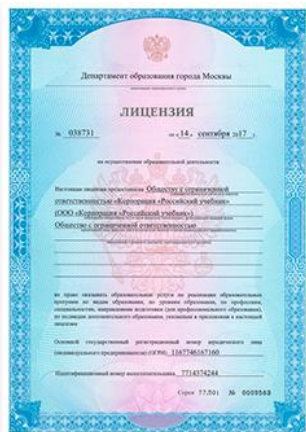 Департамент образования города Москвы
ЛИЦЕНЗИЯ
№ 038731 от «14» сентября 2017 г.
на осуществление образовательной деятельности
Настоящая лицензия предоставлена Обществу с ограниченной
ответственностью «Корпорация «Российский учебник»
(ООО «Корпорация «Российский учебник»)
Общество с ограниченной ответственностью
на право оказывать образовательные услуги по реализации образовательных
программ по видам образования, по уровням образования, по профессиям,
специальностям, направлениям подготовки (для профессионального образования),
по подвидам дополнительного образования, указанным в приложении к настоящей
лицензии
Основной государственный регистрационный номер юридического лица
(индивидуального предпринимателя) (ОГРН) 1167746167160
Идентификационный номер налогоплательщика 7714374244
Серия 77Л01 № 0009569